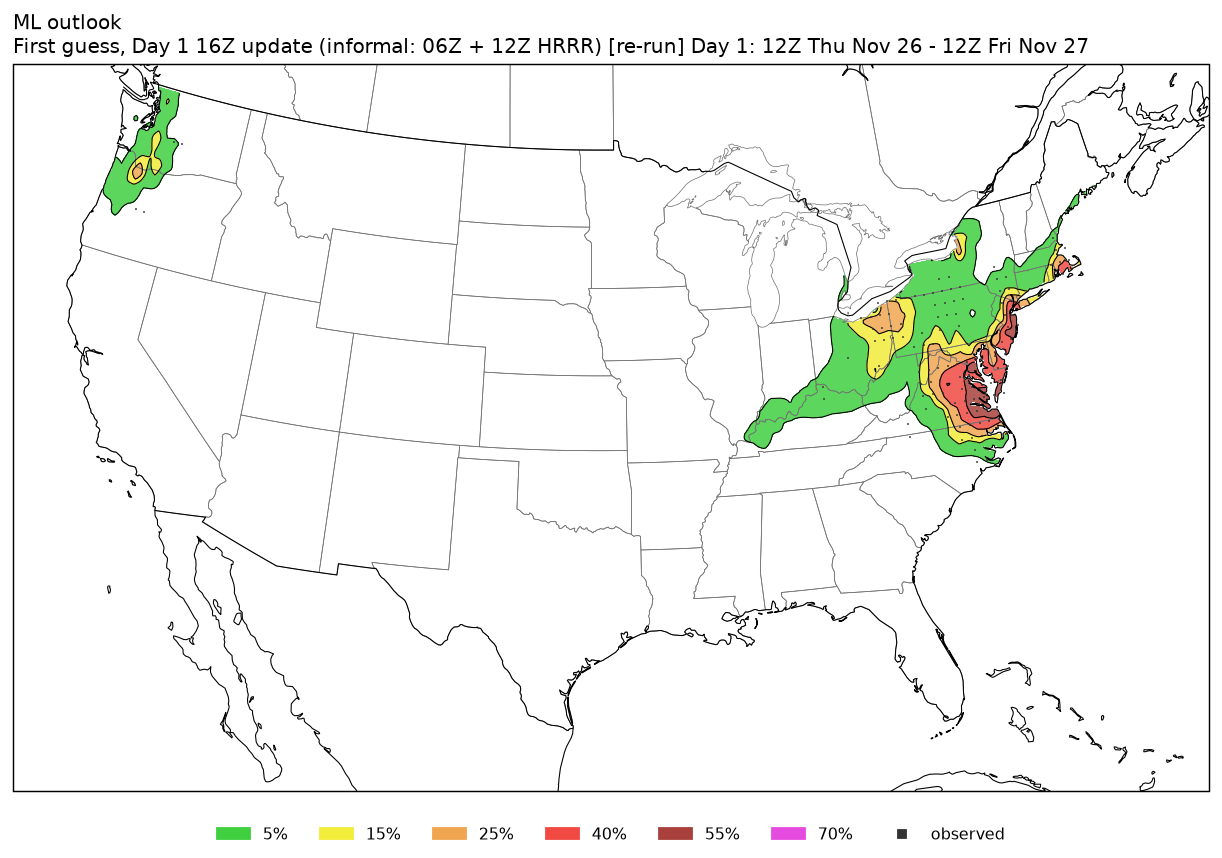 ML outlook
First guess, Day 1 16Z update (informal: 06Z + 12Z HRRR) [re-run] Day 1: 12Z Thu Nov 26 - 12Z Fri Nov 27
5% 15% 25% 40% 55% 70% observed